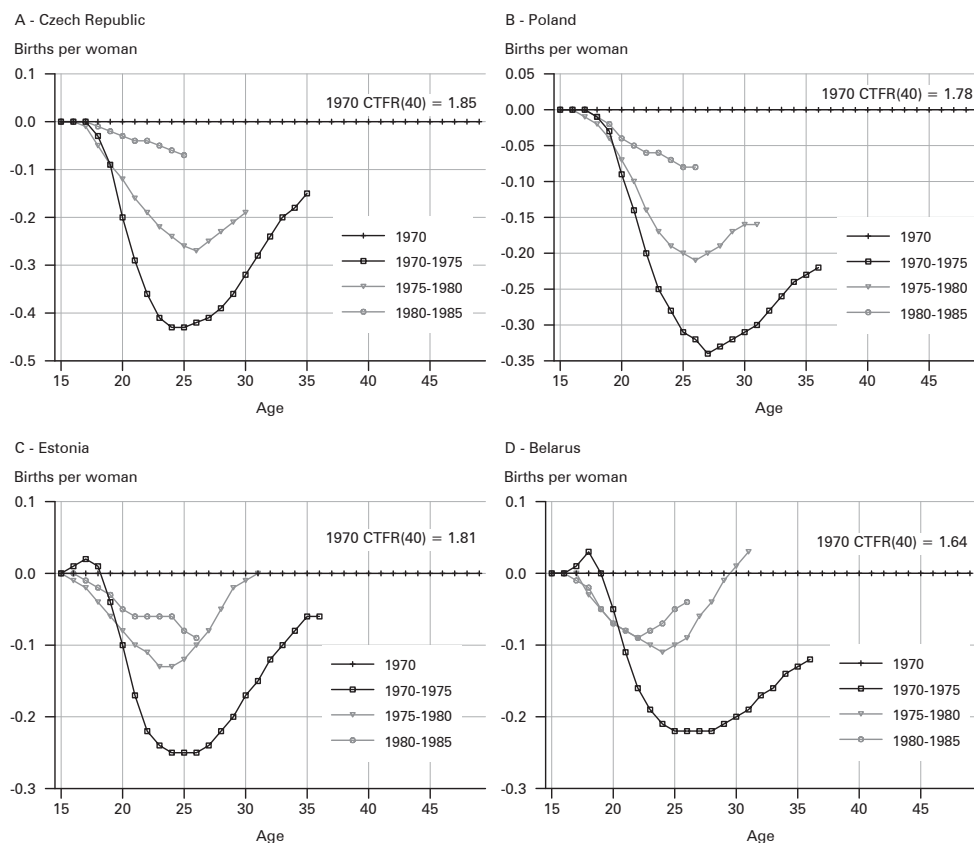 A - Czech Republic
Births per woman
0.1
0.0
-0.1
-0.2
-0.3
-0.4
-0.5
1970 CTFR(40) = 1.85
1970
1970-1975
1975-1980
1980-1985
15 20 25 30 35 40 45
Age
B - Poland
Births per woman
0.05
0.00
-0.05
-0.10
-0.15
-0.20
-0.25
-0.30
-0.35
1970 CTFR(40) = 1.78
1970
1970-1975
1975-1980
1980-1985
15 20 25 30 35 40 45
Age
C - Estonia
Births per woman
0.1
0.0
-0.1
-0.2
-0.3
1970 CTFR(40) = 1.81
1970
1970-1975
1975-1980
1980-1985
15 20 25 30 35 40 45
Age
D - Belarus
Births per woman
0.1
0.0
-0.1
-0.2
-0.3
1970 CTFR(40) = 1.64
1970
1970-1975
1975-1980
1980-1985
15 20 25 30 35 40 45
Age